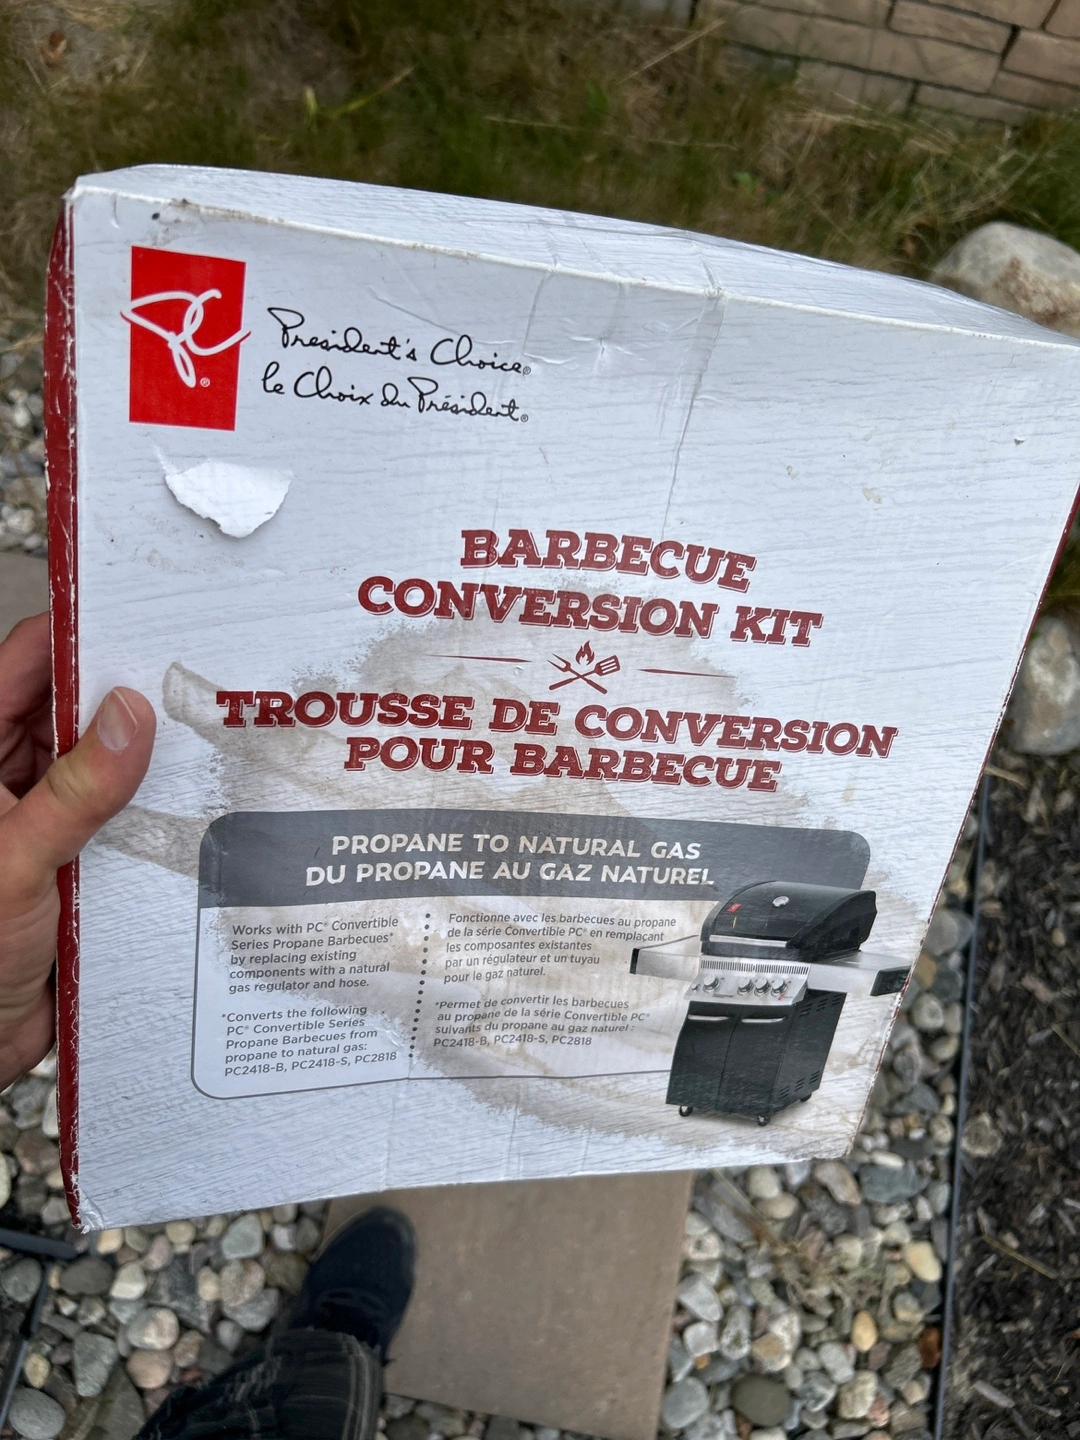 President's Choice®
le Choix du Président®
BARBECUE
CONVERSION KIT
TROUSSE DE CONVERSION
POUR BARBECUE
PROPANE TO NATURAL GAS
DU PROPANE AU GAZ NATUREL
Works with PC® Convertible
Series Propane Barbecues*
by replacing existing
components with a natural
gas regulator and hose.
*Converts the following
PC® Convertible Series
Propane Barbecues from
propane to natural gas:
PC2418-B, PC2418-S, PC2818
Fonctionne avec les barbecues au propane
de la série Convertible PC® en remplaçant
les composantes existantes
par un régulateur et un tuyau
pour le gaz naturel.
*Permet de convertir les barbecues
au propane de la série Convertible PC®
suivants du propane au gaz naturel :
PC2418-B, PC2418-S, PC2818